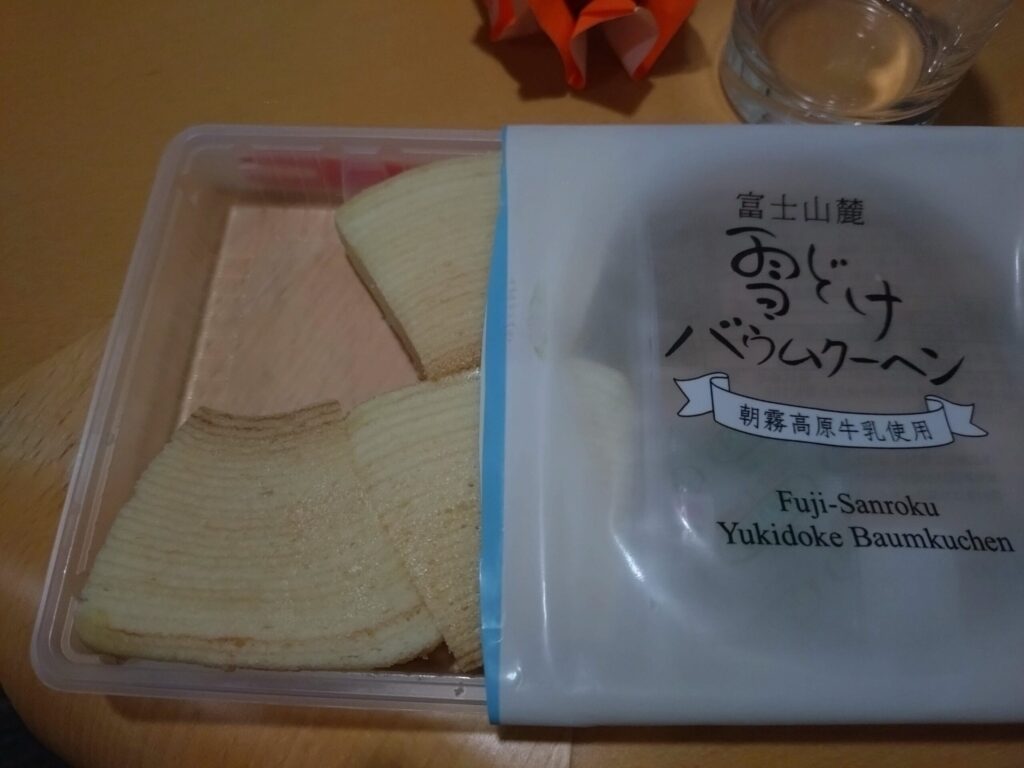 富士山麓
雪どけ
バウムクーヘン
朝霧高原牛乳使用
Fuji-Sanroku
Yukidoke Baumkuchen